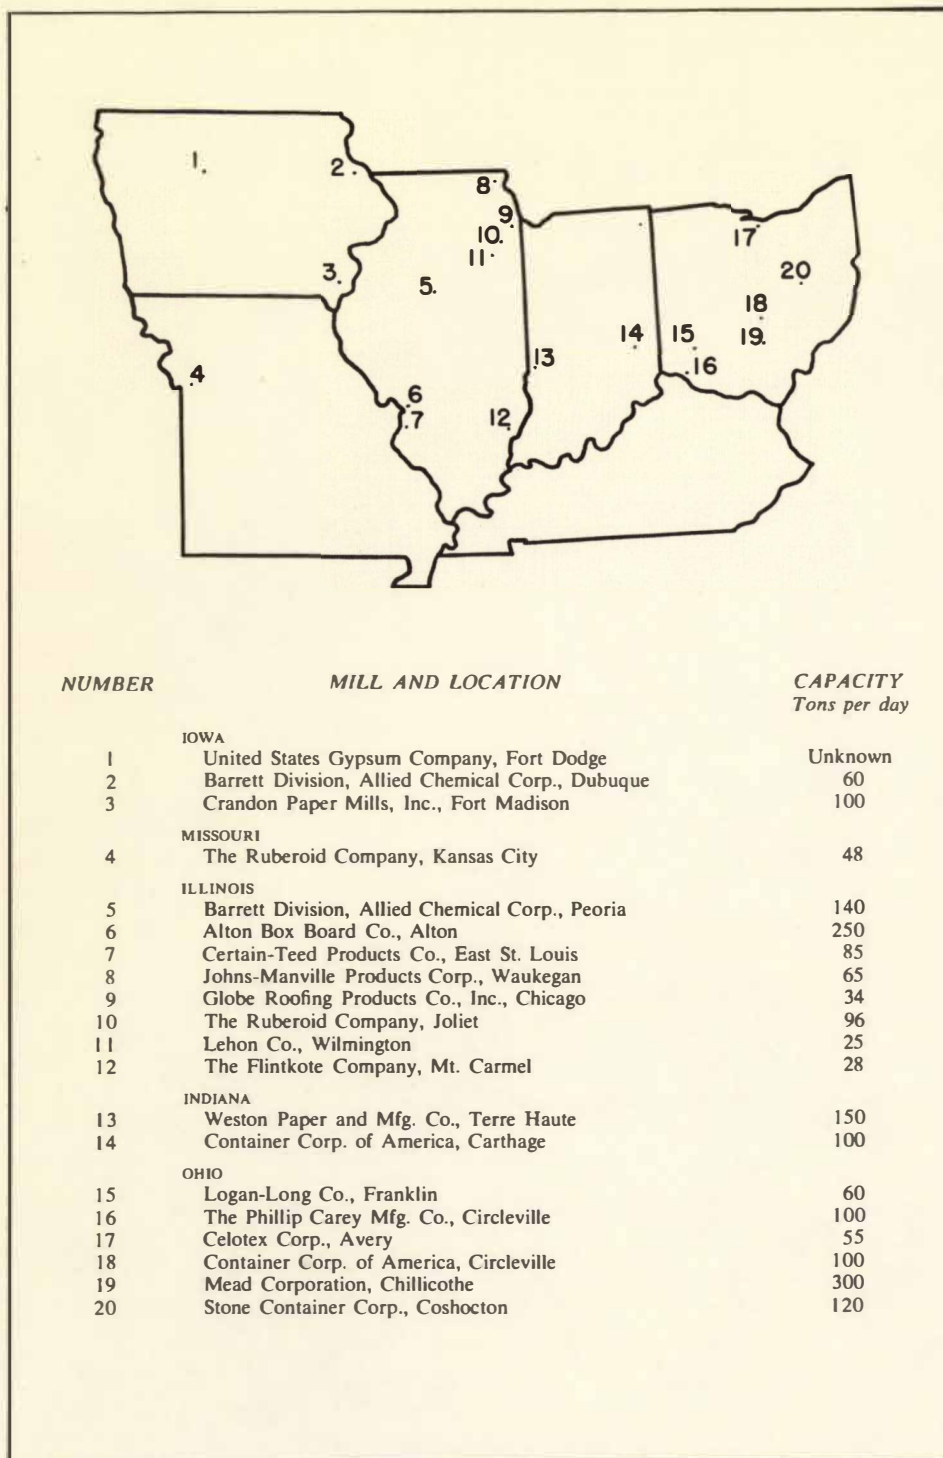 1
2
8
9
17
10
11
3
20
5
18
14
15
19
13
16
4
6
7
12
NUMBER MILL AND LOCATION CAPACITY
Tons per day
IOWA
1 United States Gypsum Company, Fort Dodge Unknown
2 Barrett Division, Allied Chemical Corp., Dubuque 60
3 Crandon Paper Mills, Inc., Fort Madison 100
MISSOURI
4 The Ruberoid Company, Kansas City 48
ILLINOIS
5 Barrett Division, Allied Chemical Corp., Peoria 140
6 Alton Box Board Co., Alton 250
7 Certain-Teed Products Co., East St. Louis 85
8 Johns-Manville Products Corp., Waukegan 65
9 Globe Roofing Products Co., Inc., Chicago 34
10 The Ruberoid Company, Joliet 96
11 Lehon Co., Wilmington 25
12 The Flintkote Company, Mt. Carmel 28
INDIANA
13 Weston Paper and Mfg. Co., Terre Haute 150
14 Container Corp. of America, Carthage 100
OHIO
15 Logan-Long Co., Franklin 60
16 The Phillip Carey Mfg. Co., Circleville 100
17 Celotex Corp., Avery 55
18 Container Corp. of America, Circleville 100
19 Mead Corporation, Chillicothe 300
20 Stone Container Corp., Coshocton 120